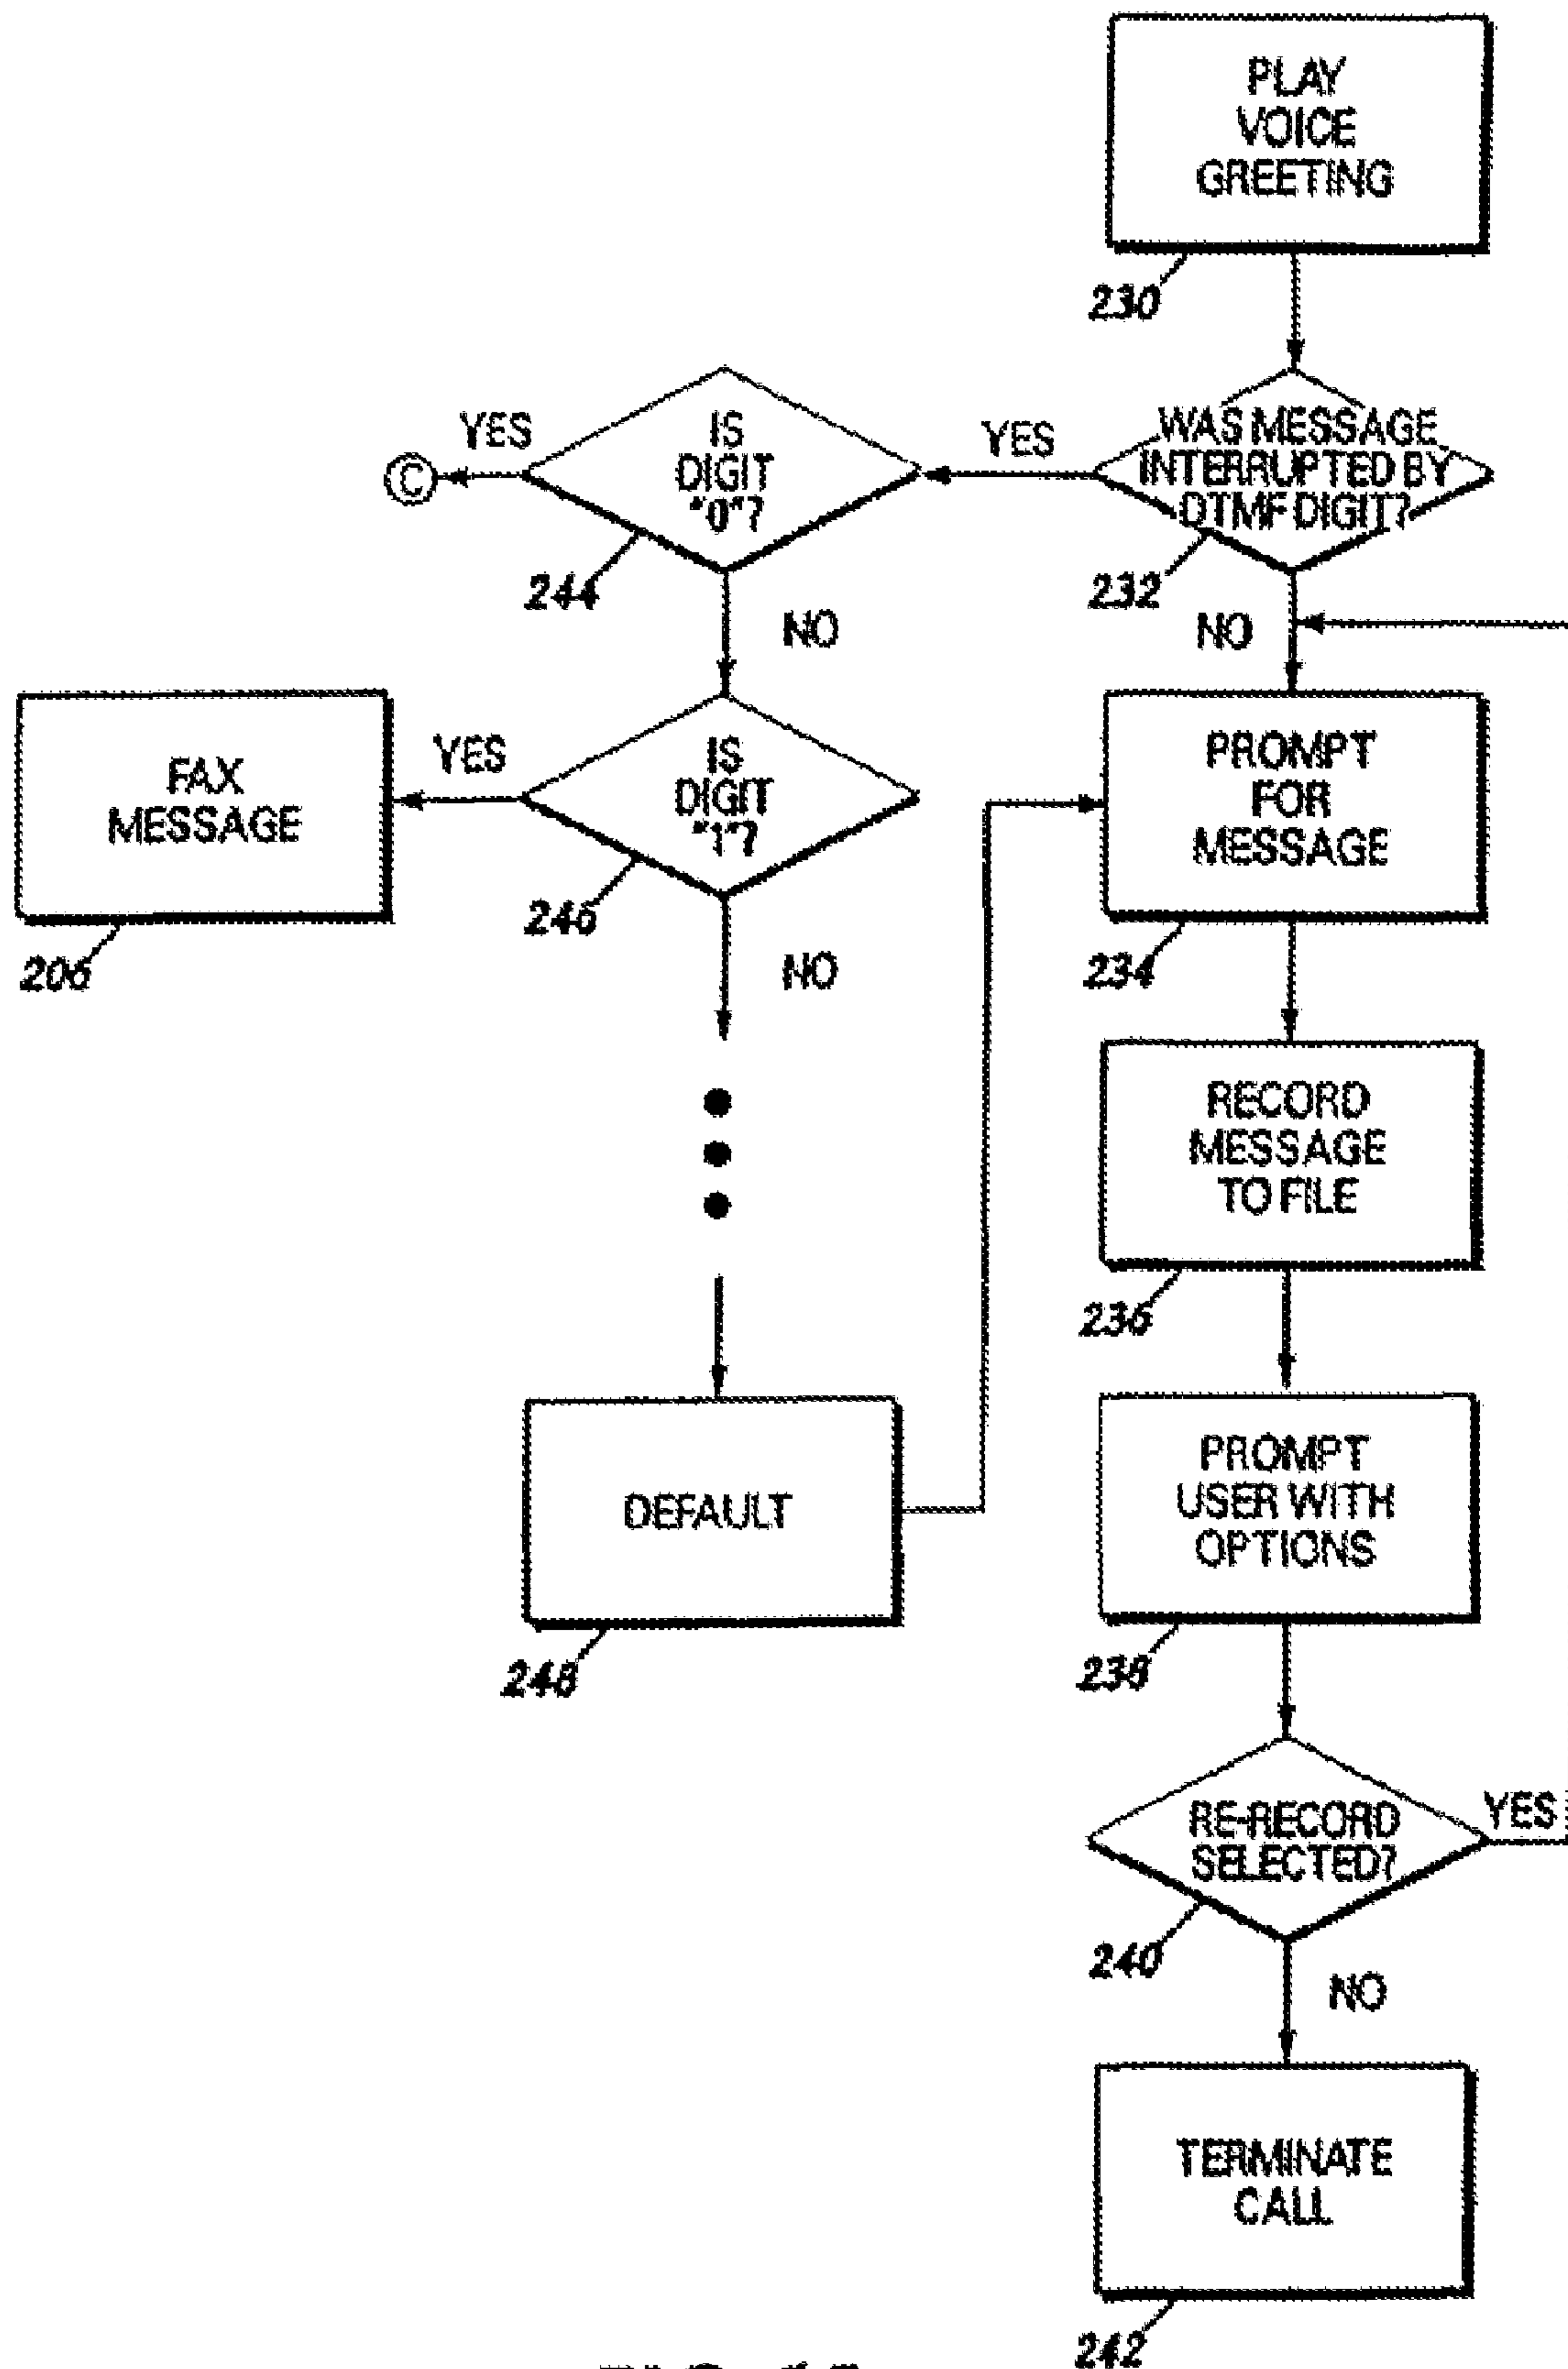 PLAY
VOICE
GREETING
230
WAS MESSAGE
INTERRUPTED BY
DTMF DIGIT?
232
YES
IS
DIGIT
"0"?
244
YES
C
NO
NO
IS
DIGIT
"1"?
246
YES
FAX
MESSAGE
206
NO
PROMPT
FOR
MESSAGE
234
RECORD
MESSAGE
TO FILE
236
DEFAULT
248
PROMPT
USER WITH
OPTIONS
238
RE-RECORD
SELECTED?
240
YES
NO
TERMINATE
CALL
242